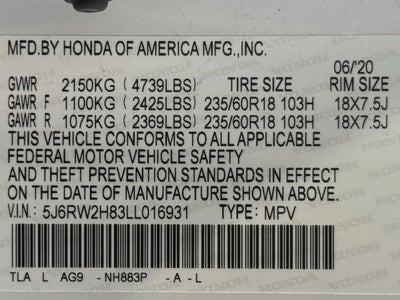 MFD.BY HONDA OF AMERICA MFG.,INC.
06/'20
GVWR 2150KG (4739LBS) TIRE SIZE RIM SIZE
GAWR F 1100KG (2425LBS) 235/60R18 103H 18X7.5J
GAWR R 1075KG (2369LBS) 235/60R18 103H 18X7.5J
THIS VEHICLE CONFORMS TO ALL APPLICABLE
FEDERAL MOTOR VEHICLE SAFETY
AND THEFT PREVENTION STANDARDS IN EFFECT
ON THE DATE OF MANUFACTURE SHOWN ABOVE.
V.I.N.: 5J6RW2H83LL016931 TYPE: MPV
TLA L AG9 - NH883P - A - L